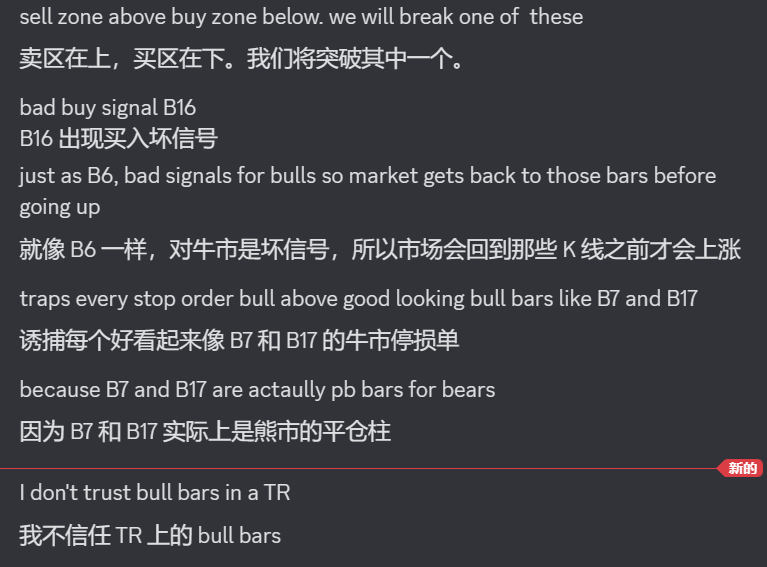 sell zone above buy zone below. we will break one of  these
卖区在上，买区在下。我们将突破其中一个。
bad buy signal B16
B16 出现买入坏信号
just as B6, bad signals for bulls so market gets back to those bars before
going up
就像 B6 一样，对牛市是坏信号，所以市场会回到那些 K 线之前才会上涨
traps every stop order bull above good looking bull bars like B7 and B17
诱捕每个好看起来像 B7 和 B17 的牛市停损单
because B7 and B17 are actaully pb bars for bears
因为 B7 和 B17 实际上是熊市的平仓柱
新的
I don't trust bull bars in a TR
我不信任 TR 上的 bull bars